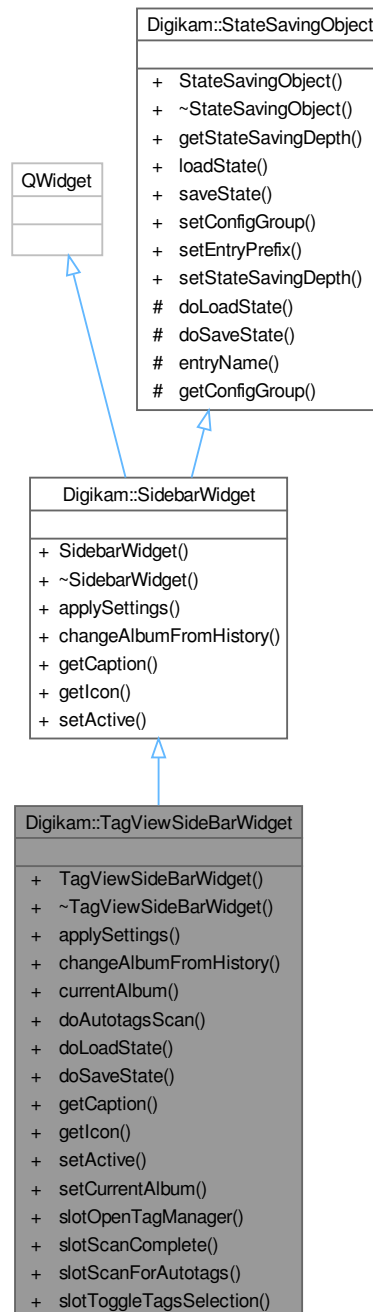 Digikam::StateSavingObject
+ StateSavingObject()
+ ~StateSavingObject()
+ getStateSavingDepth()
+ loadState()
+ saveState()
+ setConfigGroup()
+ setEntryPrefix()
+ setStateSavingDepth()
# doLoadState()
# doSaveState()
# entryName()
# getConfigGroup()
QWidget
Digikam::SidebarWidget
+ SidebarWidget()
+ ~SidebarWidget()
+ applySettings()
+ changeAlbumFromHistory()
+ getCaption()
+ getIcon()
+ setActive()
Digikam::TagViewSideBarWidget
+ TagViewSideBarWidget()
+ ~TagViewSideBarWidget()
+ applySettings()
+ changeAlbumFromHistory()
+ currentAlbum()
+ doAutotagsScan()
+ doLoadState()
+ doSaveState()
+ getCaption()
+ getIcon()
+ setActive()
+ setCurrentAlbum()
+ slotOpenTagManager()
+ slotScanComplete()
+ slotScanForAutotags()
+ slotToggleTagsSelection()